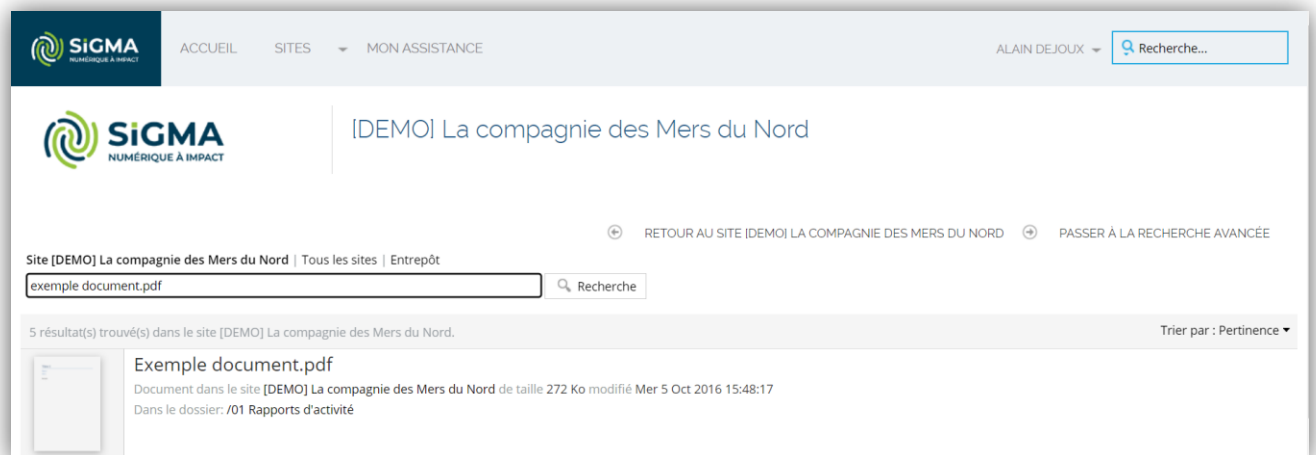 SiGMA
NUMÉRIQUE À IMPACT
ACCUEIL SITES MON ASSISTANCE ALAIN DEJOUX Recherche...
SiGMA
NUMÉRIQUE À IMPACT
[DEMO] La compagnie des Mers du Nord
RETOUR AU SITE [DEMO] LA COMPAGNIE DES MERS DU NORD PASSER À LA RECHERCHE AVANCÉE
Site [DEMO] La compagnie des Mers du Nord | Tous les sites | Entrepôt
exemple document.pdf Recherche
5 résultat(s) trouvé(s) dans le site [DEMO] La compagnie des Mers du Nord. Trier par : Pertinence
Exemple document.pdf
Document dans le site [DEMO] La compagnie des Mers du Nord de taille 272 Ko modifié Mer 5 Oct 2016 15:48:17
Dans le dossier: /01 Rapports d'activité